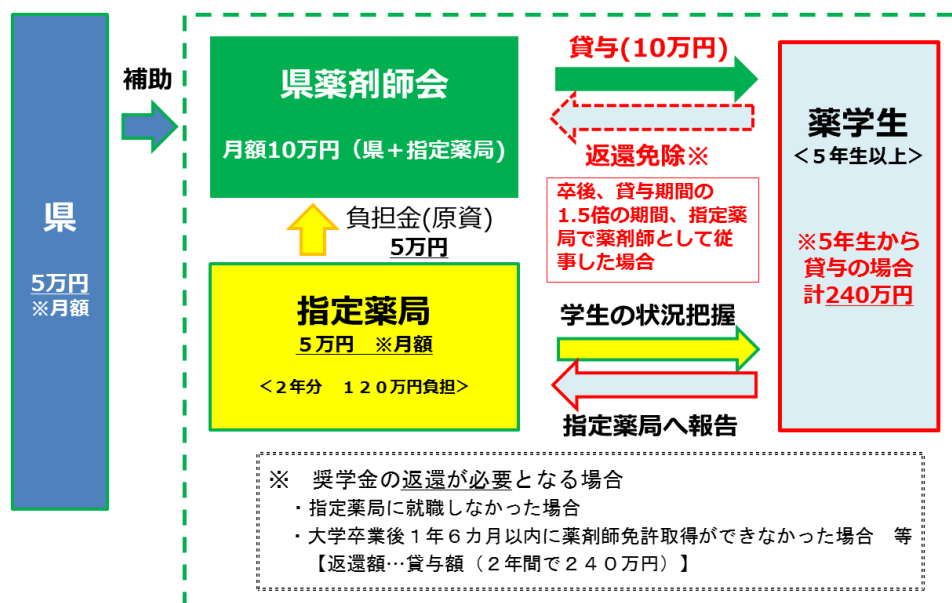 県
5万円
※月額
補助
県薬剤師会
月額10万円（県＋指定薬局)
負担金(原資)
5万円
指定薬局
５万円　※月額
＜２年分　１２０万円負担＞
貸与(10万円)
返還免除※
卒後、貸与期間の
1.5倍の期間、指定薬
局で薬剤師として従
事した場合
学生の状況把握
指定薬局へ報告
薬学生
＜５年生以上＞
※5年生から
貸与の場合
計240万円
※　奨学金の返還が必要となる場合
・指定薬局に就職しなかった場合
・大学卒業後１年６カ月以内に薬剤師免許取得ができなかった場合　等
【返還額…貸与額（２年間で２４０万円）】